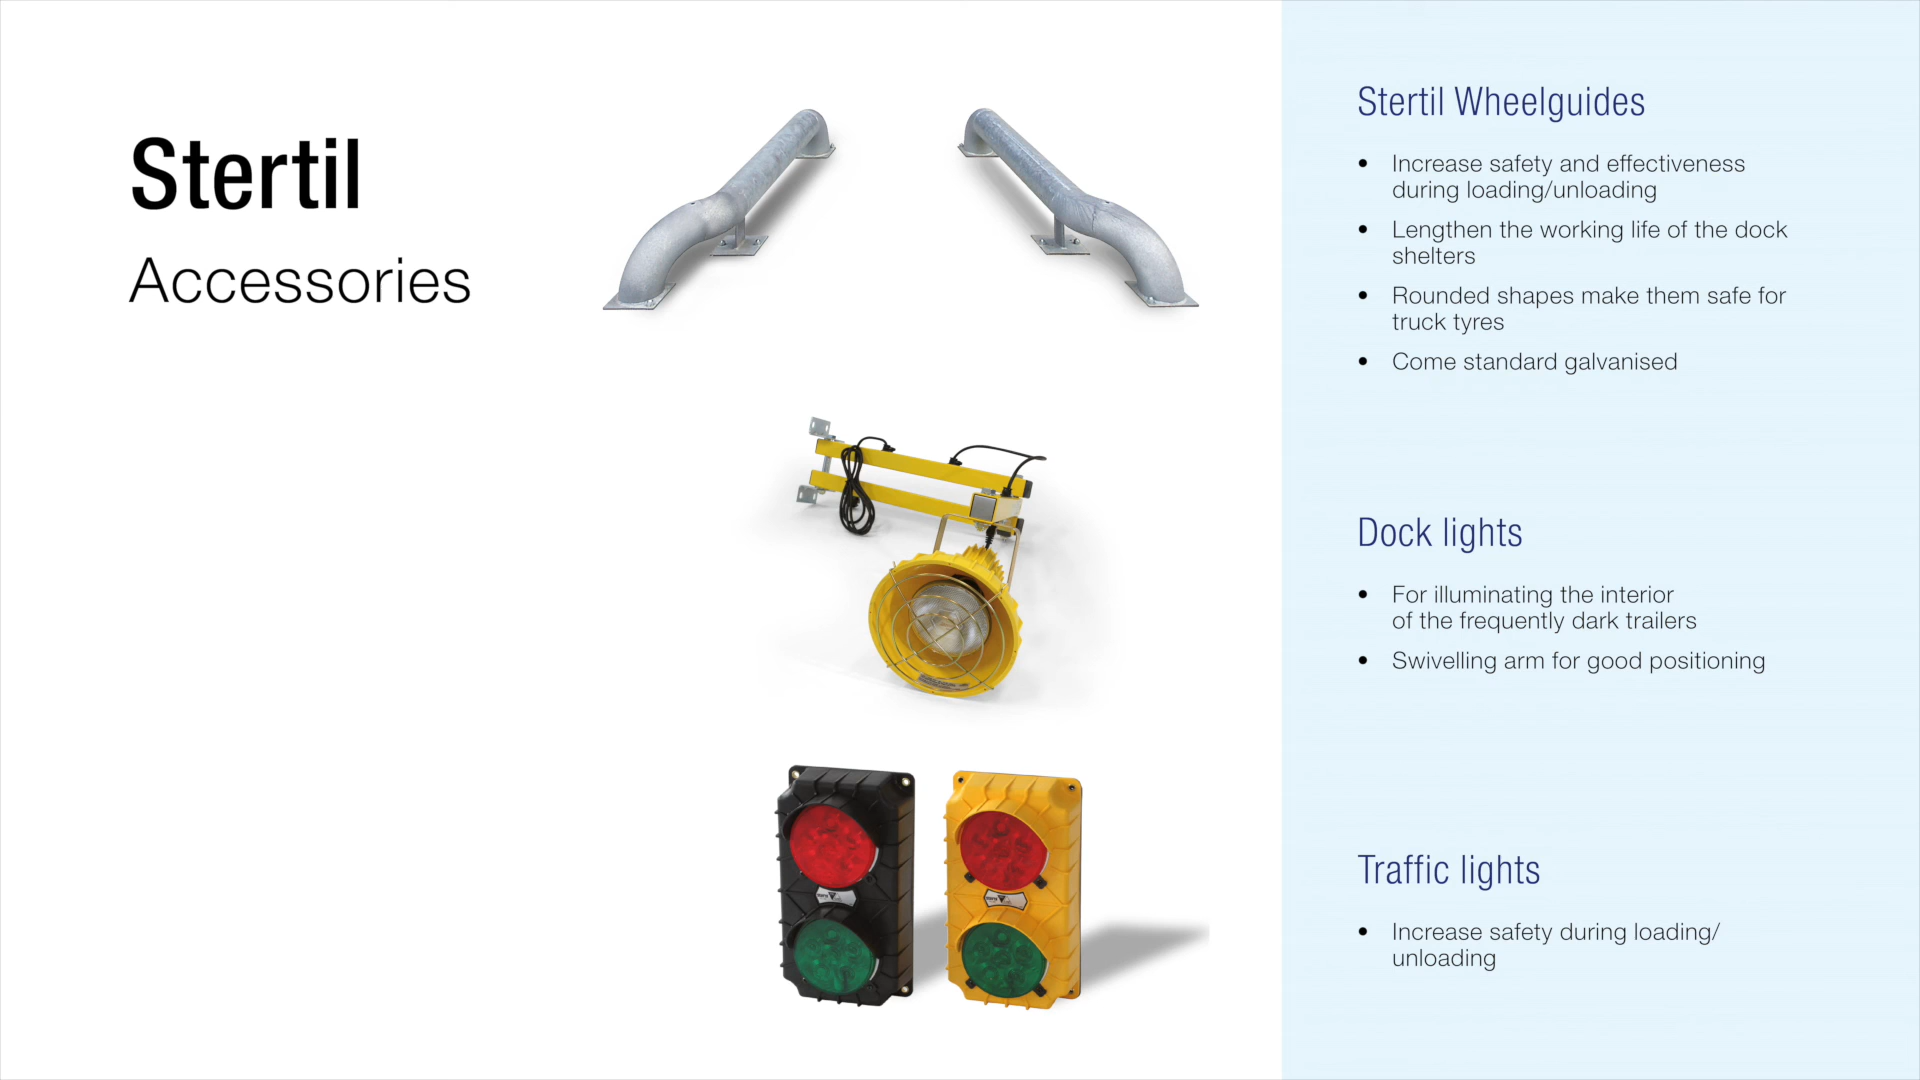 Stertil
Accessories
Stertil Wheelguides
• Increase safety and effectiveness
during loading/unloading
• Lengthen the working life of the dock
shelters
• Rounded shapes make them safe for
truck tyres
• Come standard galvanised
Dock lights
• For illuminating the interior
of the frequently dark trailers
• Swivelling arm for good positioning
Traffic lights
• Increase safety during loading/
unloading